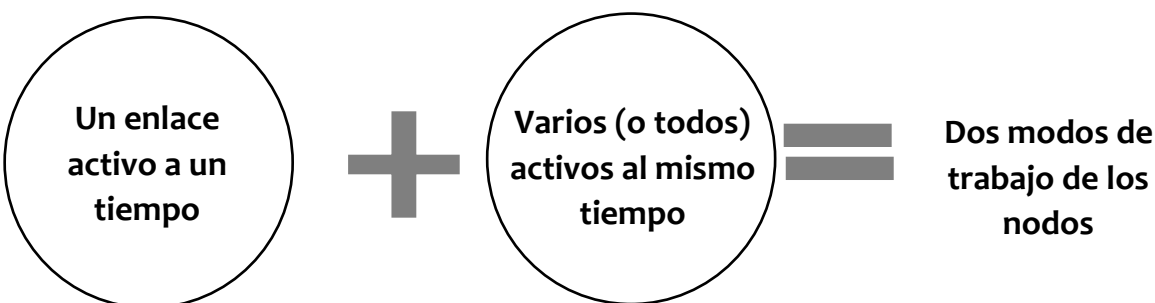 Un enlace
activo a un
tiempo
Varios (o todos)
activos al mismo
tiempo
Dos modos de
trabajo de los
nodos